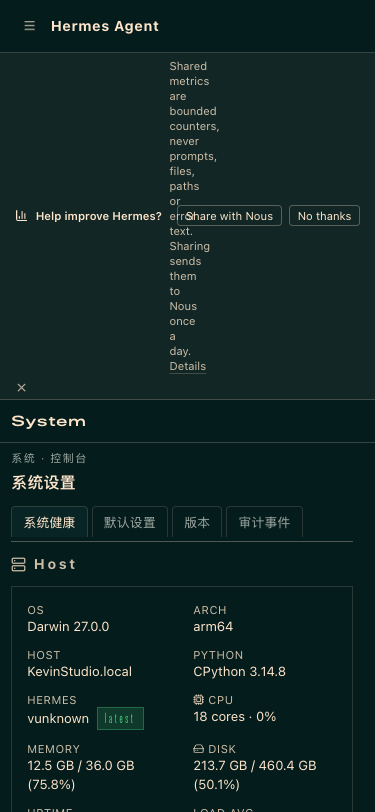 Hermes Agent
Shared
metrics
are
bounded
counters,
never
prompts,
files,
paths
or
Help improve Hermes? error Share with Nous No thanks
text.
Sharing
sends
them
to
Nous
once
a
day.
Details
System
系统 · 控制台
系统设置
系统健康 默认设置 版本 审计事件
Host
OS ARCH
Darwin 27.0.0 arm64
HOST PYTHON
KevinStudio.local CPython 3.14.8
HERMES CPU
vunknown latest 18 cores · 0%
MEMORY DISK
12.5 GB / 36.0 GB 213.7 GB / 460.4 GB
(75.8%) (50.1%)
UPTIME LOAD AVG